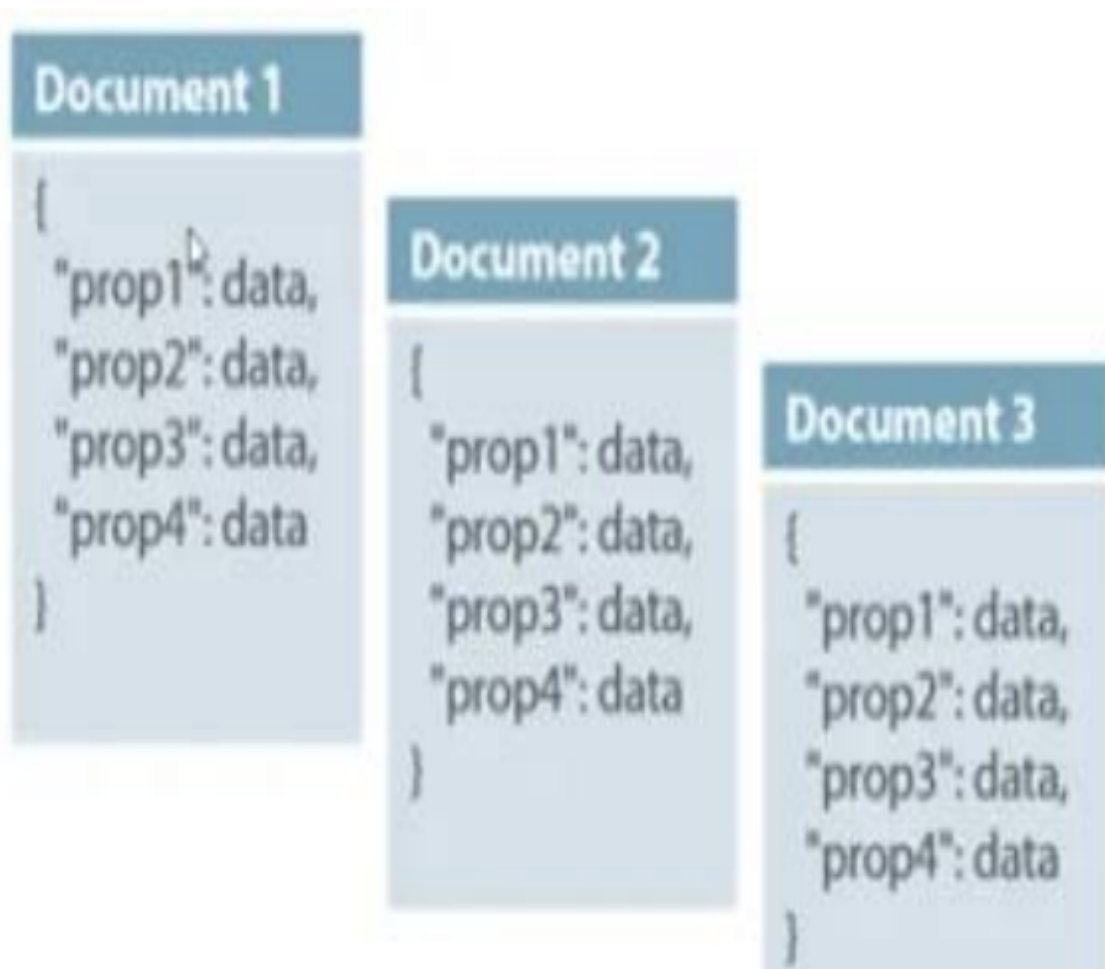 Document 1
{
"prop1": data,
"prop2": data,
"prop3": data,
"prop4": data
}
Document 2
{
"prop1": data,
"prop2": data,
"prop3": data,
"prop4": data
}
Document 3
{
"prop1": data,
"prop2": data,
"prop3": data,
"prop4": data
}